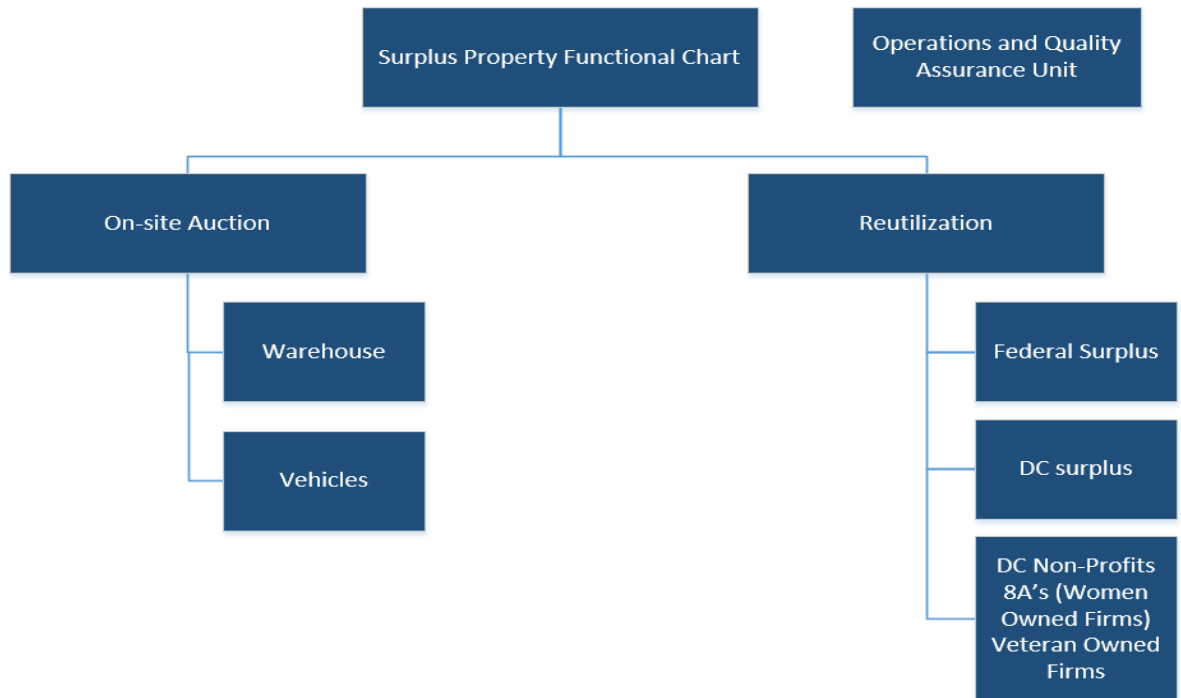 Surplus Property Functional Chart
Operations and Quality
Assurance Unit
On-site Auction
Reutilization
Warehouse
Federal Surplus
Vehicles
DC surplus
DC Non-Profits
8A's (Women
Owned Firms)
Veteran Owned
Firms